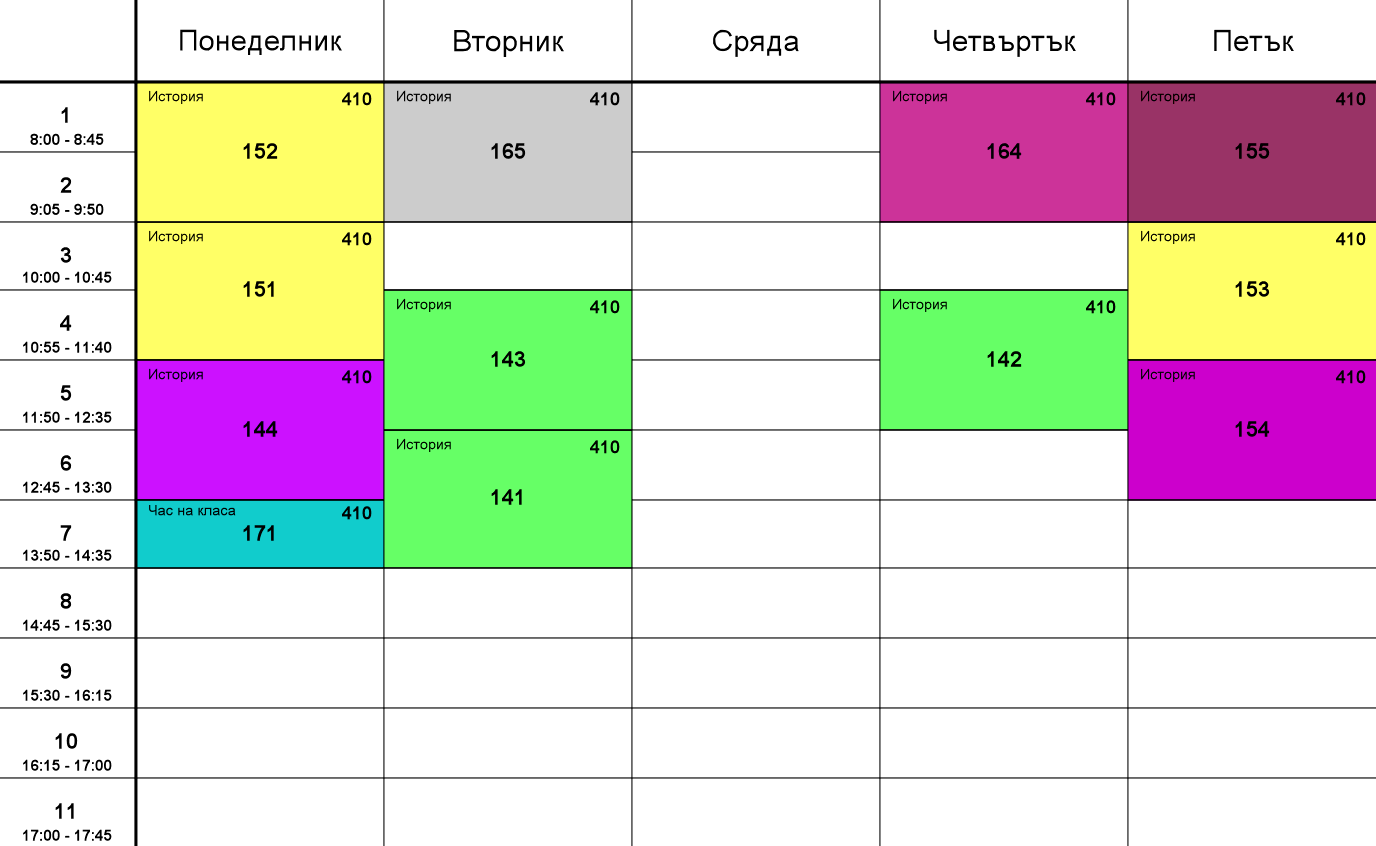 Понеделник Вторник Сряда Четвъртък Петък
1
8:00 - 8:45
2
9:05 - 9:50
3
10:00 - 10:45
4
10:55 - 11:40
5
11:50 - 12:35
6
12:45 - 13:30
7
13:50 - 14:35
8
14:45 - 15:30
9
15:30 - 16:15
10
16:15 - 17:00
11
17:00 - 17:45
История 410
152
История 410
151
История 410
144
Час на класа 410
171
История 410
165
История 410
143
История 410
141
История 410
164
История 410
142
История 410
155
История 410
153
История 410
154